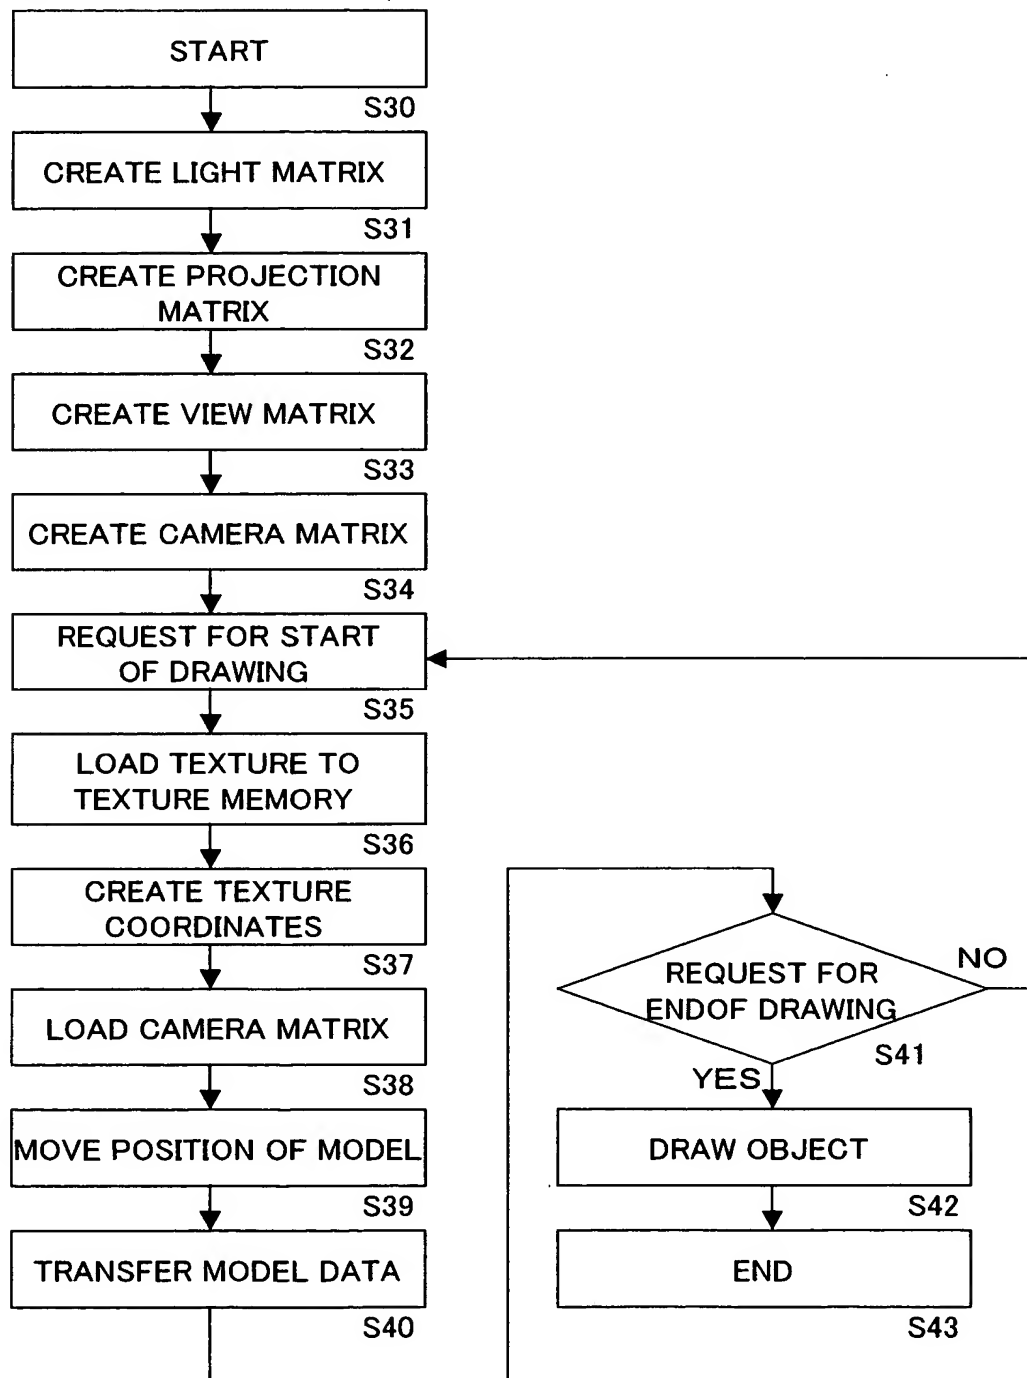 START
S30
CREATE LIGHT MATRIX
S31
CREATE PROJECTION
MATRIX
S32
CREATE VIEW MATRIX
S33
CREATE CAMERA MATRIX
S34
REQUEST FOR START
OF DRAWING
S35
LOAD TEXTURE TO
TEXTURE MEMORY
S36
CREATE TEXTURE
COORDINATES
S37
LOAD CAMERA MATRIX
S38
MOVE POSITION OF MODEL
S39
TRANSFER MODEL DATA
S40
REQUEST FOR
ENDOF DRAWING
NO
S41
YES
DRAW OBJECT
S42
END
S43